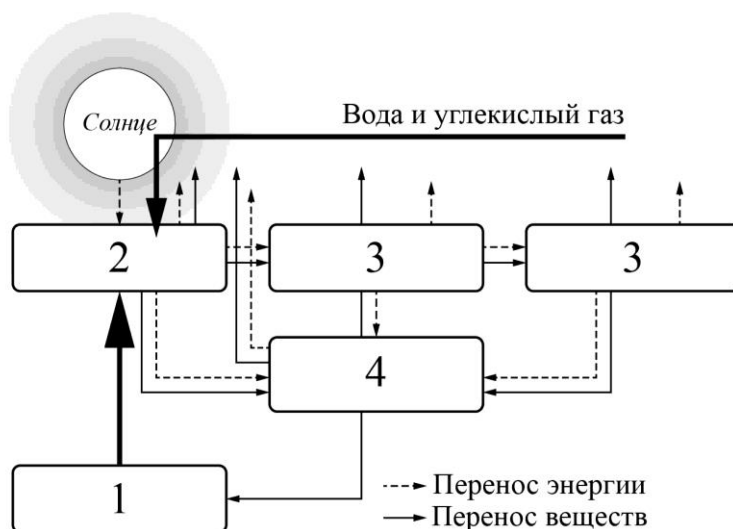 Солнце
Вода и углекислый газ
2
3
3
4
1
Перенос энергии
Перенос веществ